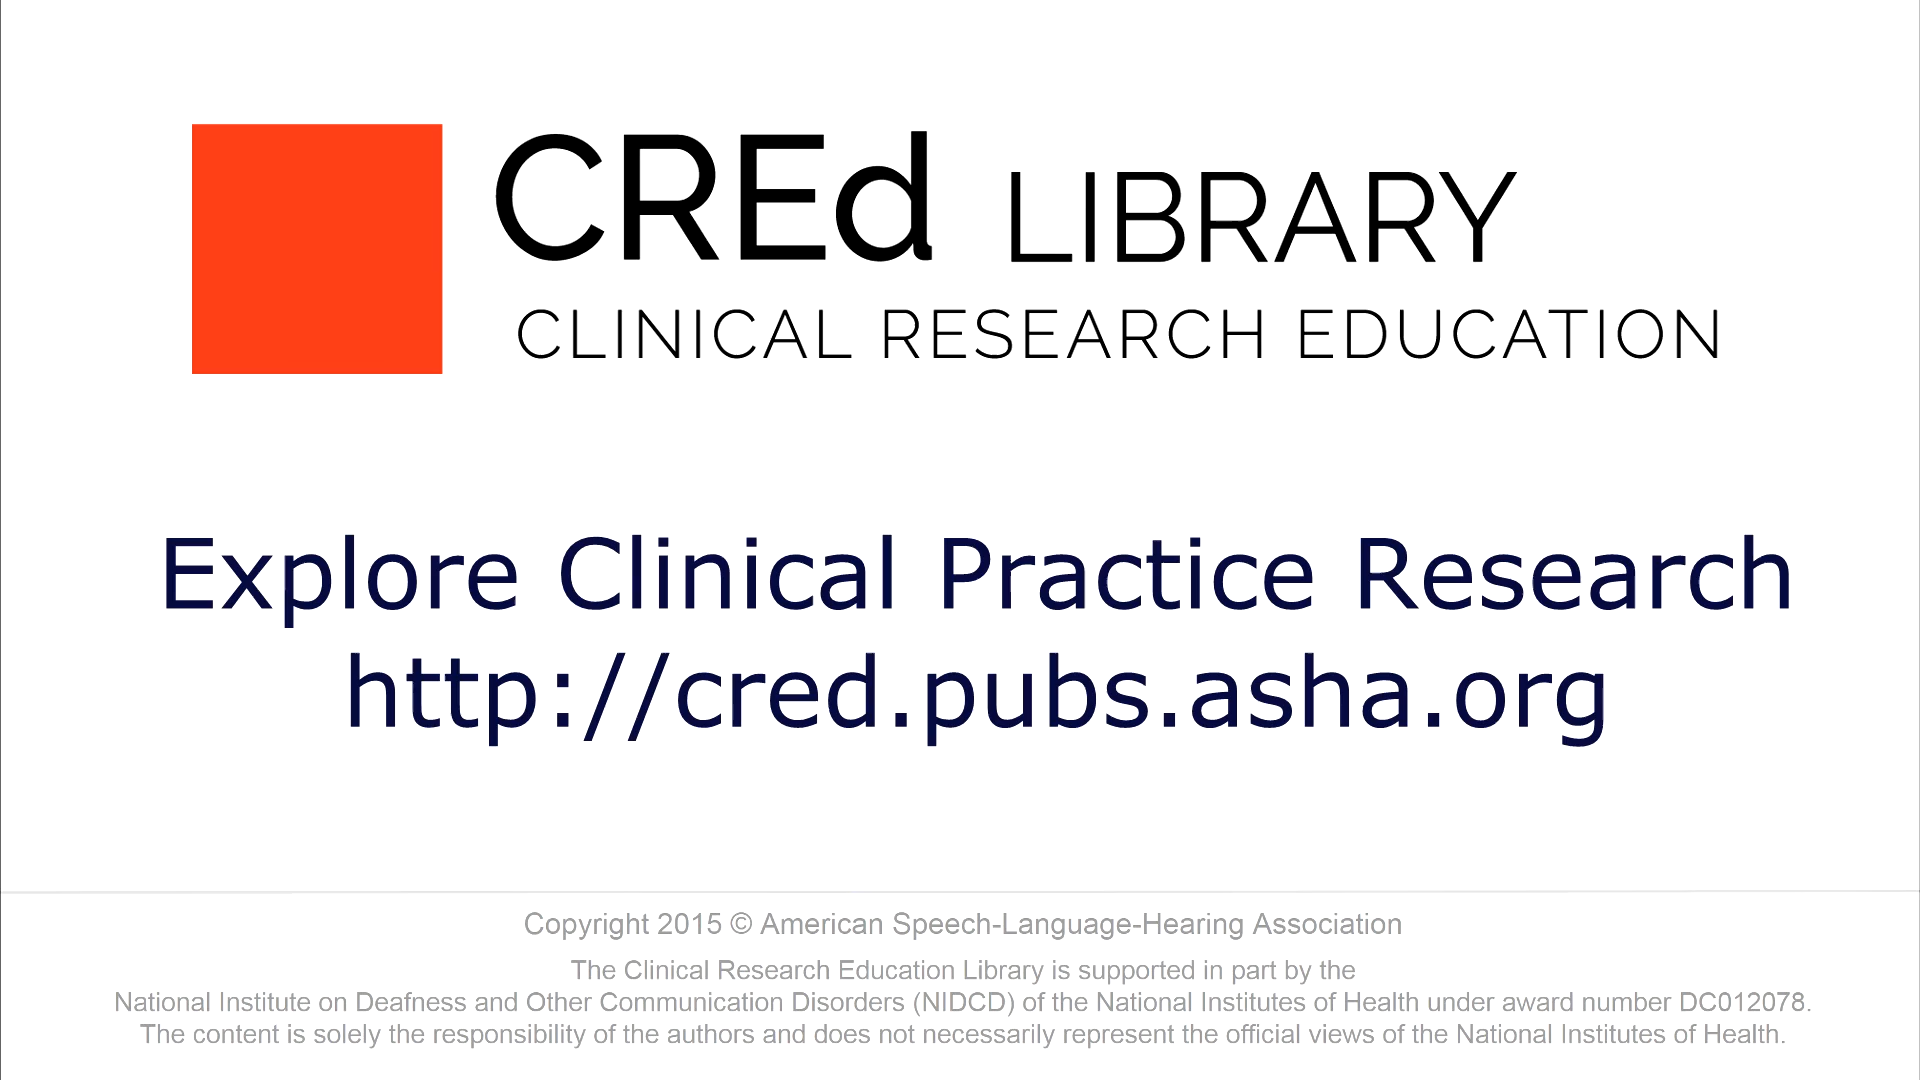 CREd LIBRARY
CLINICAL RESEARCH EDUCATION
Explore Clinical Practice Research
http://cred.pubs.asha.org
Copyright 2015 © American Speech-Language-Hearing Association
The Clinical Research Education Library is supported in part by the
National Institute on Deafness and Other Communication Disorders (NIDCD) of the National Institutes of Health under award number DC012078.
The content is solely the responsibility of the authors and does not necessarily represent the official views of the National Institutes of Health.